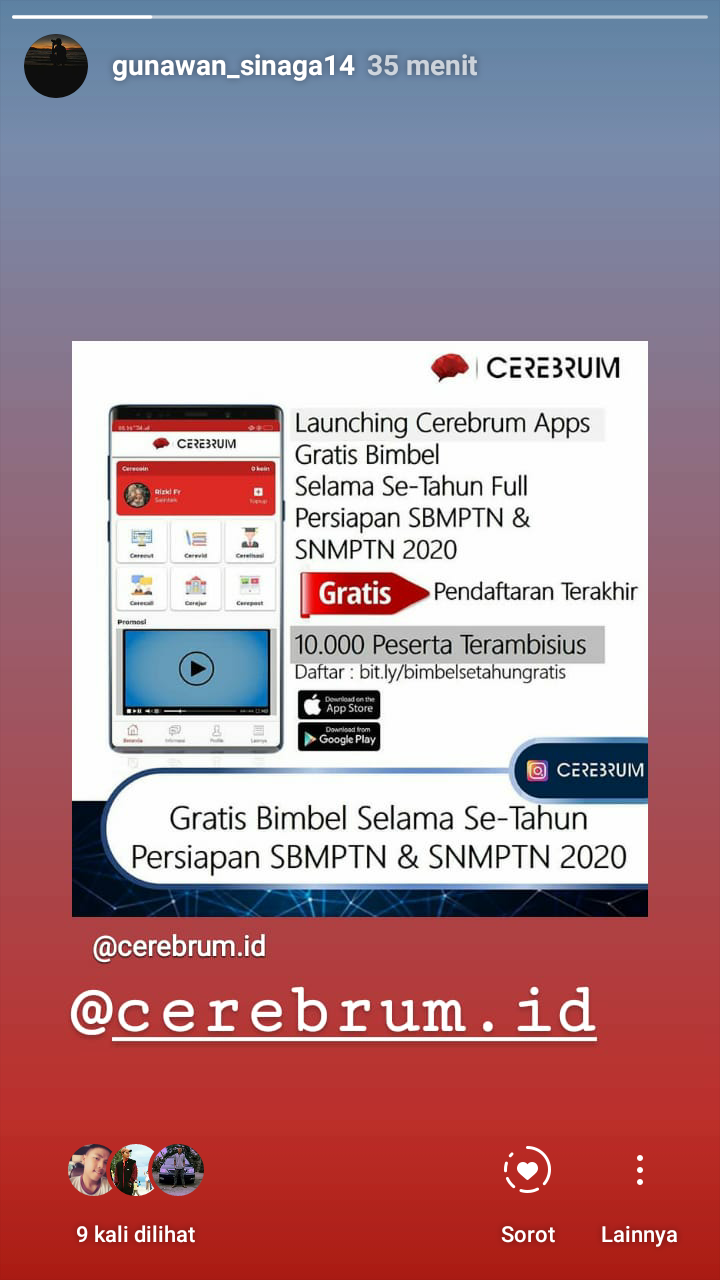 gunawan_sinaga14 35 menit
CEREBRUM
Launching Cerebrum Apps
Gratis Bimbel
Selama Se-Tahun Full
Persiapan SBMPTN &
SNMPTN 2020
Gratis Pendaftaran Terakhir
10.000 Peserta Terambisius
Daftar : bit.ly/bimbelsetahungratis
Download on the
App Store
Download from
Google Play
CEREBRUM
Cerecoin 0 koin
Rizki Fr
Saintek
Topup
Cereout Cerevid Cerelisasi
Cerecall Cerejur Cerepost
Promosi
Beranda Informasi Profile Lainnya
CEREBRUM
Gratis Bimbel Selama Se-Tahun
Persiapan SBMPTN & SNMPTN 2020
@cerebrum.id
@cerebrum.id
9 kali dilihat
Sorot
Lainnya